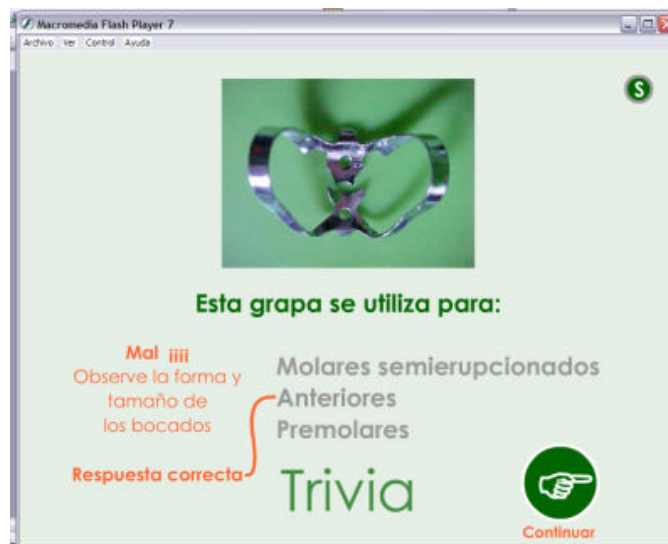 Macromedia Flash Player 7
Archivo Ver Control Ayuda
S
Esta grapa se utiliza para:
Mal ¡¡¡¡
Observe la forma y
tamaño de
los bocados
Molares semierupcionados
Anteriores
Premolares
Respuesta correcta
Trivia
Continuar